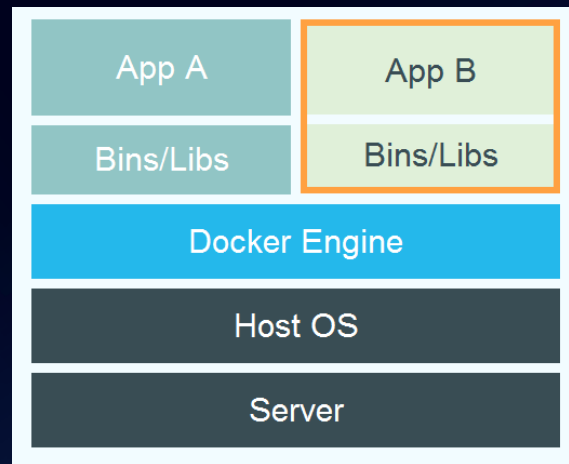 App A
App B
Bins/Libs
Bins/Libs
Docker Engine
Host OS
Server